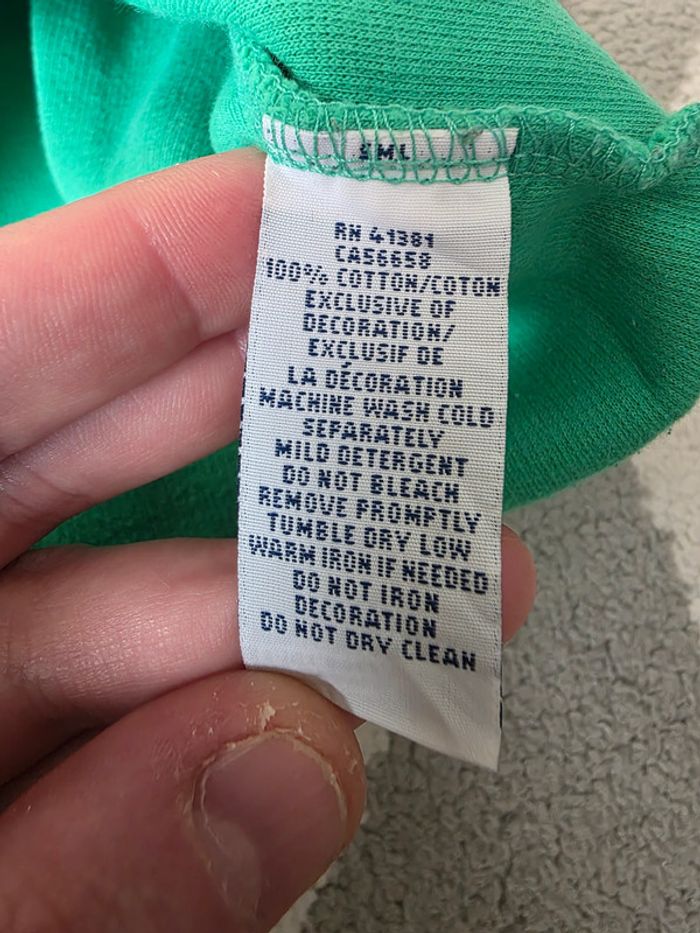 SML
RN 41381
CA56658
100% COTTON/COTON
EXCLUSIVE OF
DECORATION/
EXCLUSIF DE
LA DÉCORATION
MACHINE WASH COLD
SEPARATELY
MILD DETERGENT
DO NOT BLEACH
REMOVE PROMPTLY
TUMBLE DRY LOW
WARM IRON IF NEEDED
DO NOT IRON
DECORATION
DO NOT DRY CLEAN